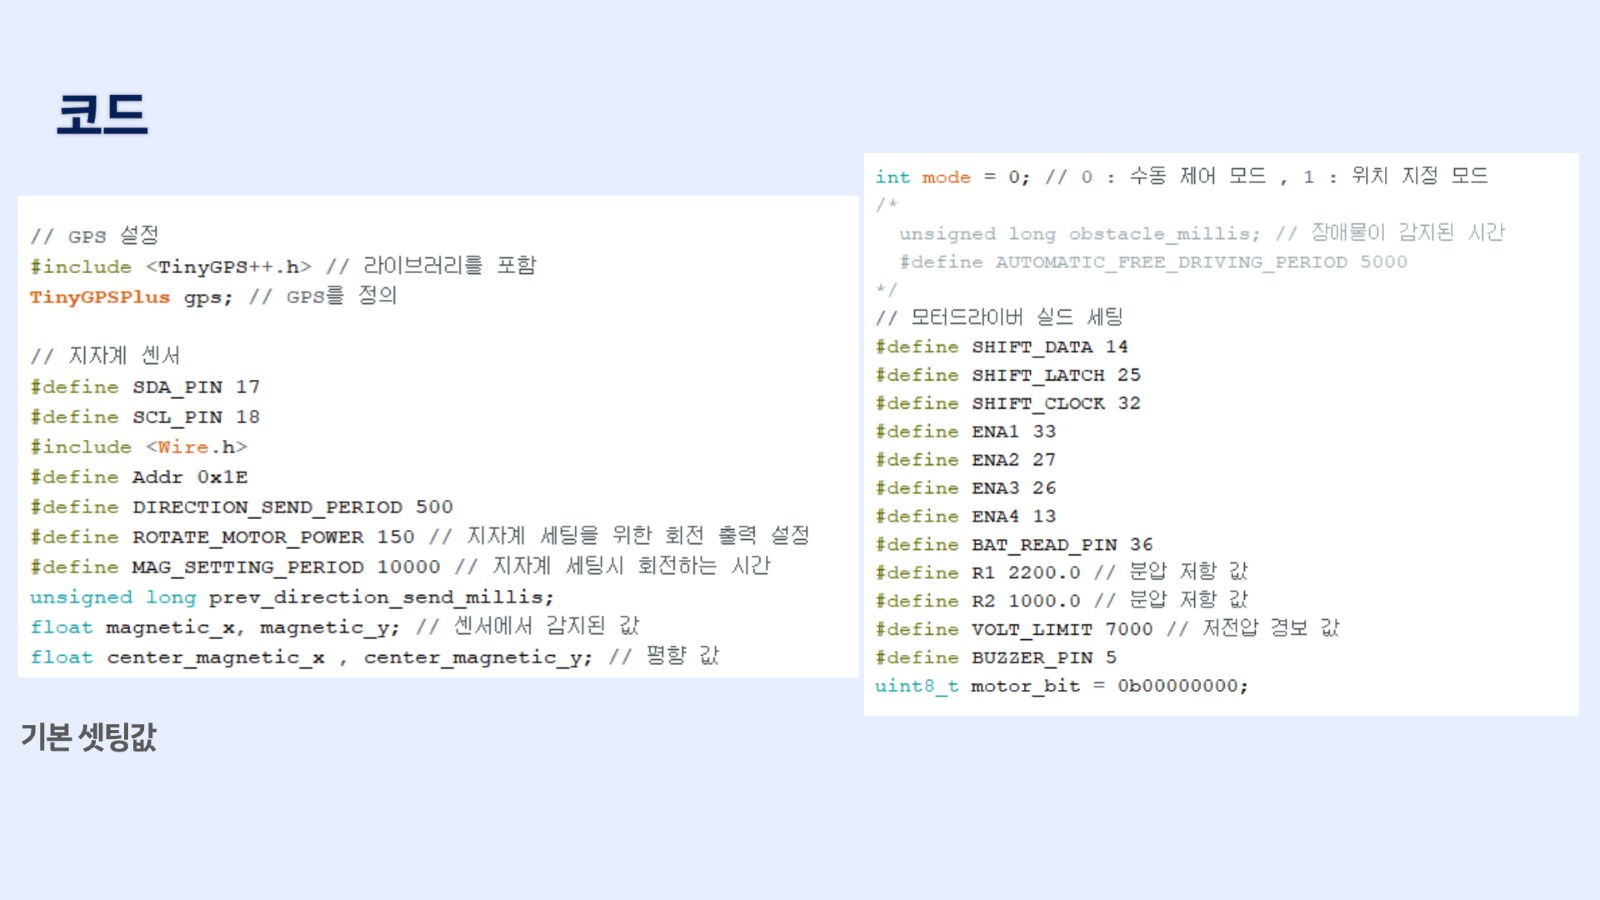 코드
// GPS 설정
#include <TinyGPS++.h> // 라이브러리를 포함
TinyGPSPlus gps; // GPS를 정의
// 지자계 센서
#define SDA_PIN 17
#define SCL_PIN 18
#include <Wire.h>
#define Addr 0x1E
#define DIRECTION_SEND_PERIOD 500
#define ROTATE_MOTOR_POWER 150 // 지자계 세팅을 위한 회전 출력 설정
#define MAG_SETTING_PERIOD 10000 // 지자계 세팅시 회전하는 시간
unsigned long prev_direction_send_millis;
float magnetic_x, magnetic_y; // 센서에서 감지된 값
float center_magnetic_x , center_magnetic_y; // 평향 값
기본 셋팅값
int mode = 0; // 0 : 수동 제어 모드 , 1 : 위치 지정 모드
/*
unsigned long obstacle_millis; // 장애물이 감지된 시간
#define AUTOMATIC_FREE_DRIVING_PERIOD 5000
*/
// 모터드라이버 실드 세팅
#define SHIFT_DATA 14
#define SHIFT_LATCH 25
#define SHIFT_CLOCK 32
#define ENA1 33
#define ENA2 27
#define ENA3 26
#define ENA4 13
#define BAT_READ_PIN 36
#define R1 2200.0 // 분압 저항 값
#define R2 1000.0 // 분압 저항 값
#define VOLT_LIMIT 7000 // 저전압 경보 값
#define BUZZER_PIN 5
uint8_t motor_bit = 0b00000000;